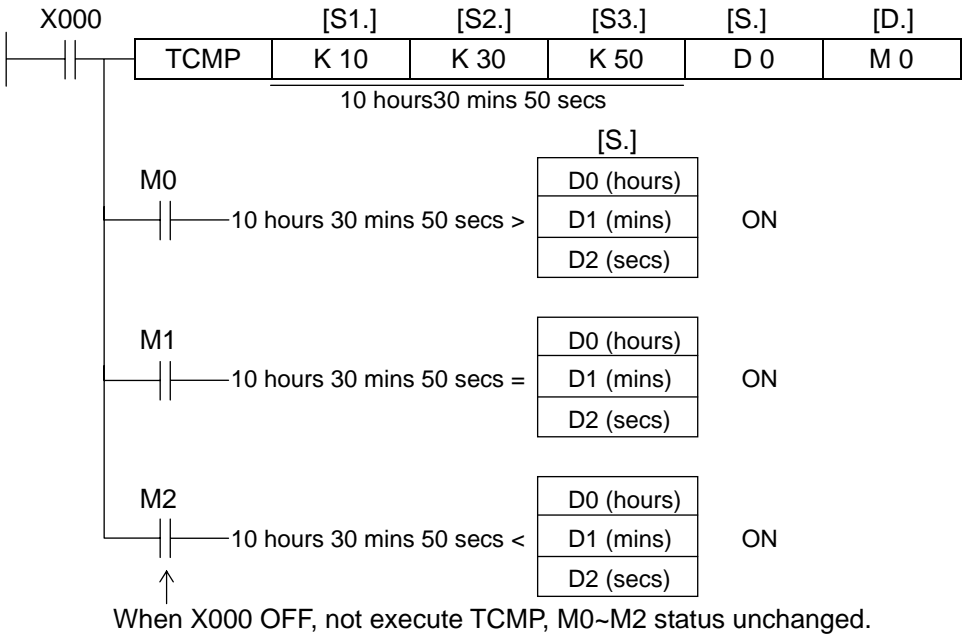 X000 [S1.] [S2.] [S3.] [S.] [D.]
TCMP K 10 K 30 K 50 D 0 M 0
10 hours30 mins 50 secs
[S.]
M0
D0 (hours)
10 hours 30 mins 50 secs > D1 (mins) ON
D2 (secs)
M1
D0 (hours)
10 hours 30 mins 50 secs = D1 (mins) ON
D2 (secs)
M2
D0 (hours)
10 hours 30 mins 50 secs < D1 (mins) ON
D2 (secs)
When X000 OFF, not execute TCMP, M0~M2 status unchanged.